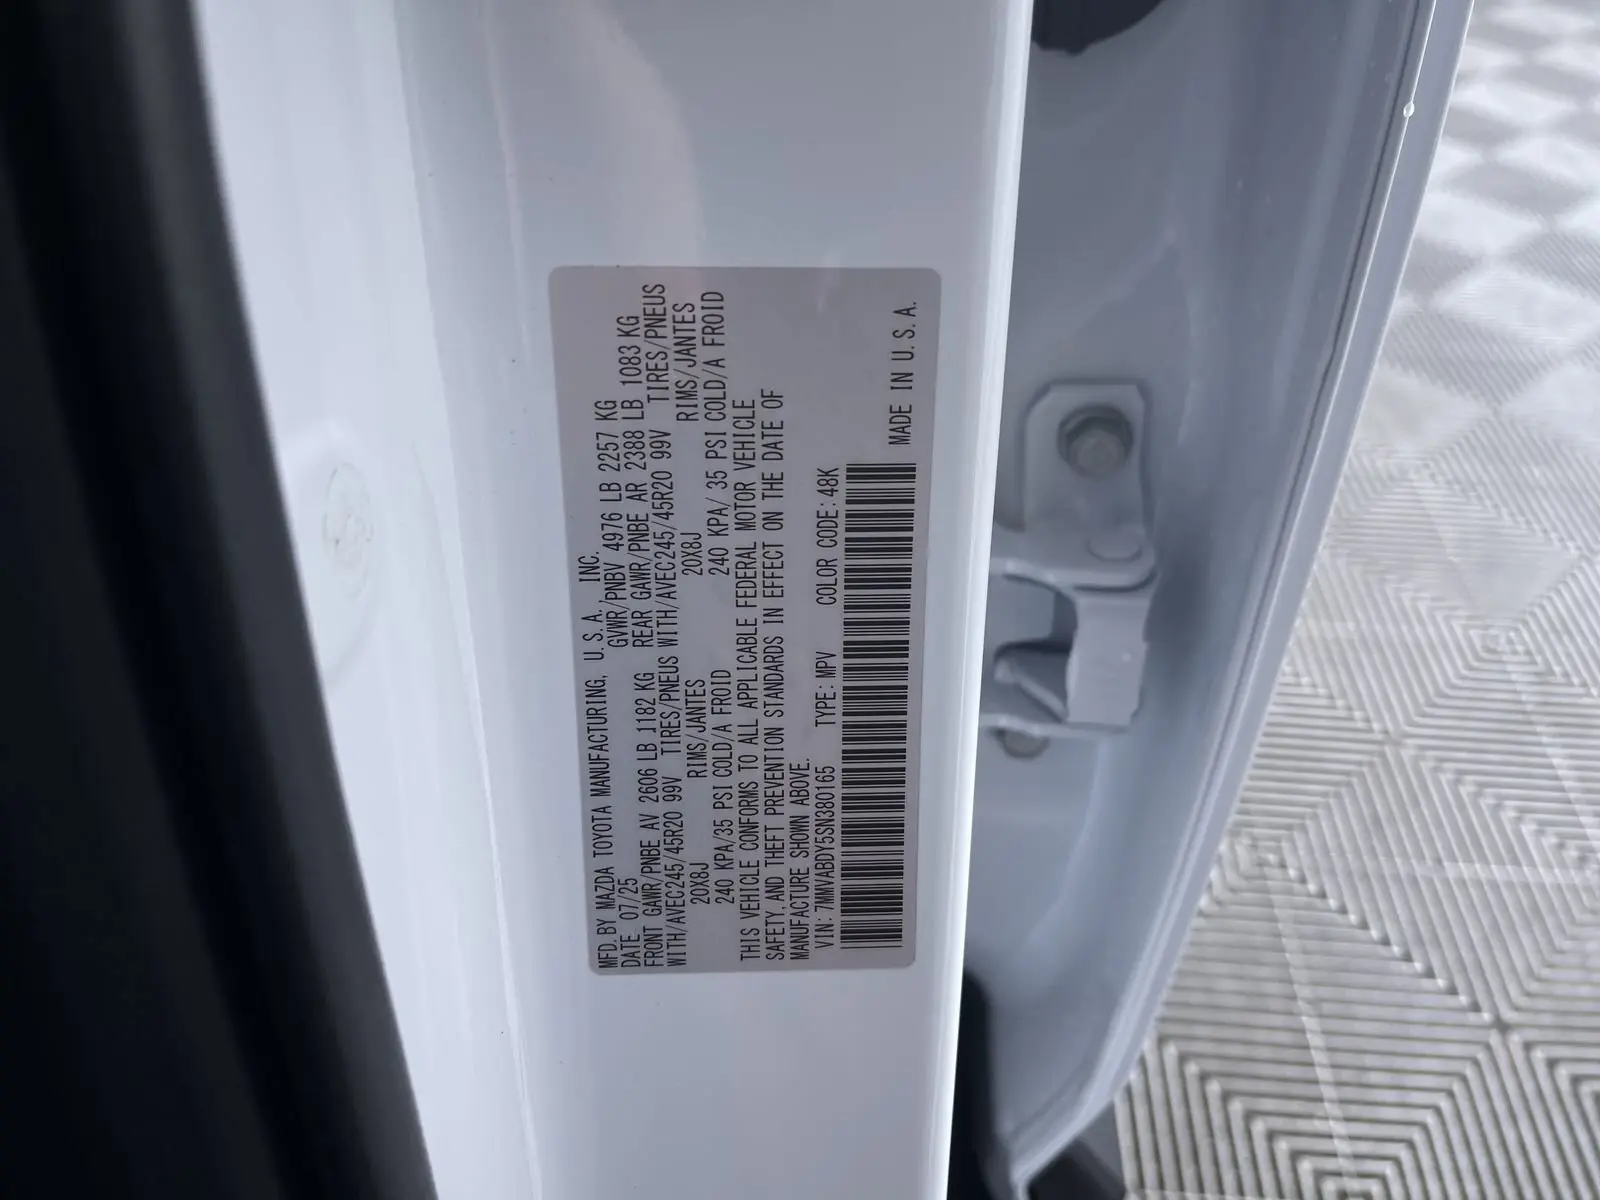 MFD. BY MAZDA TOYOTA MANUFACTURING, U.S.A. INC.
DATE 07/25 GVWR/PNBV 4976 LB 2257 KG
FRONT GAWR/PNBE AV 2606 LB 1182 KG REAR GAWR/PNBE AR 2388 LB 1083 KG
WITH/AVEC245/45R20 99V TIRES/PNEUS WITH/AVEC245/45R20 99V TIRES/PNEUS
20X8J RIMS/JANTES 20X8J RIMS/JANTES
240 KPA/35 PSI COLD/A FROID 240 KPA/ 35 PSI COLD/A FROID
THIS VEHICLE CONFORMS TO ALL APPLICABLE FEDERAL MOTOR VEHICLE
SAFETY, AND THEFT PREVENTION STANDARDS IN EFFECT ON THE DATE OF
MANUFACTURE SHOWN ABOVE.
VIN: 7MMVABDY5SN380165 TYPE: MPV COLOR CODE: 48K
MADE IN U.S.A.